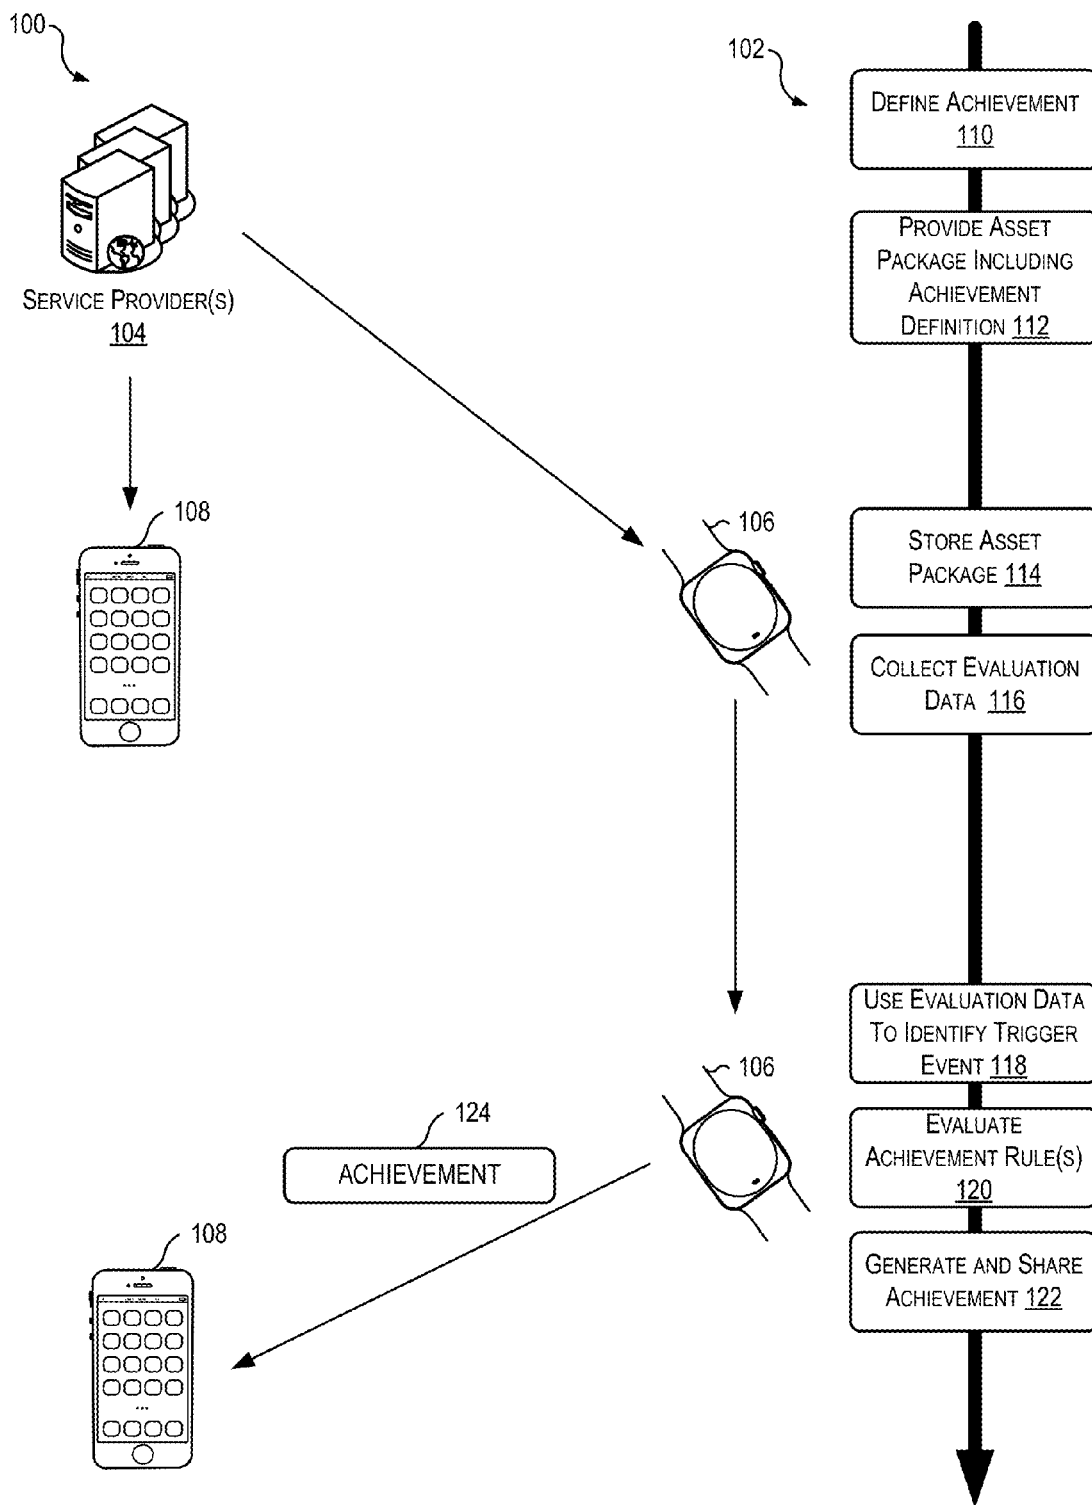 100
102
DEFINE ACHIEVEMENT
110
PROVIDE ASSET
PACKAGE INCLUDING
ACHIEVEMENT
DEFINITION 112
SERVICE PROVIDER(S)
104
108
106
STORE ASSET
PACKAGE 114
COLLECT EVALUATION
DATA 116
USE EVALUATION DATA
TO IDENTIFY TRIGGER
EVENT 118
106
124
ACHIEVEMENT
EVALUATE
ACHIEVEMENT RULE(S)
120
108
GENERATE AND SHARE
ACHIEVEMENT 122